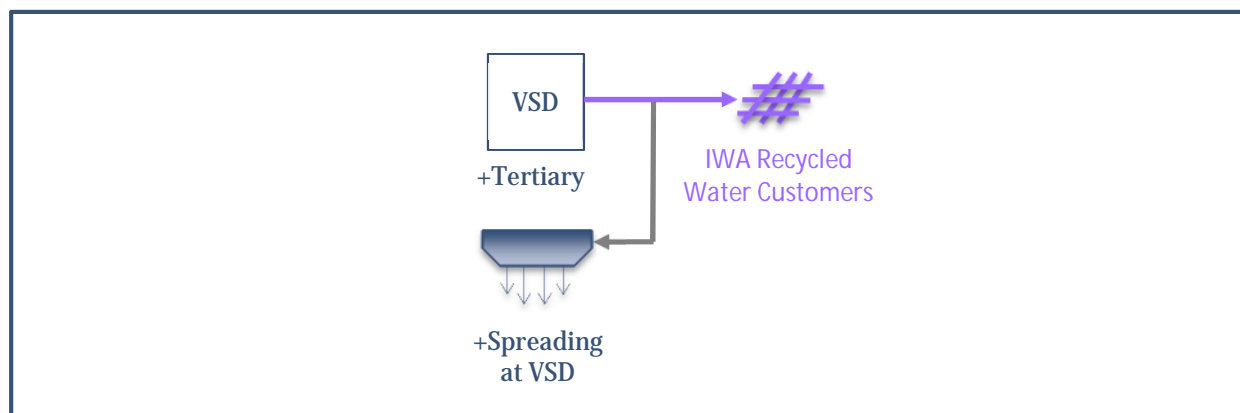 VSD
+Tertiary
IWA Recycled
Water Customers
+Spreading
at VSD